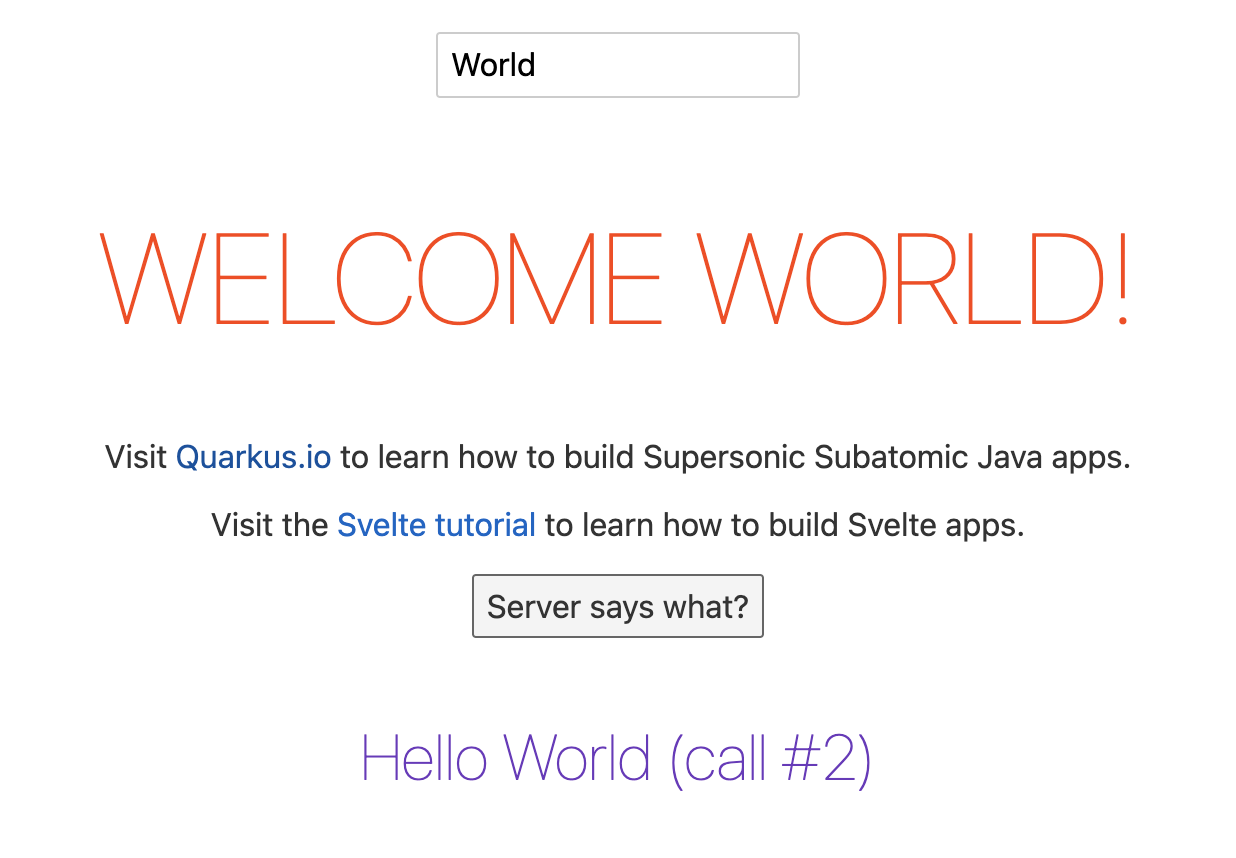 World
WELCOME WORLD!
Visit Quarkus.io to learn how to build Supersonic Subatomic Java apps.
Visit the Svelte tutorial to learn how to build Svelte apps.
Server says what?
Hello World (call #2)